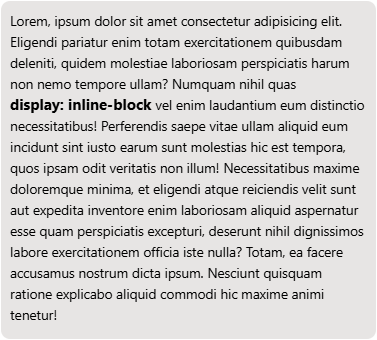 Lorem, ipsum dolor sit amet consectetur adipisicing elit.
Eligendi pariatur enim totam exercitationem quibusdam
deleniti, quidem molestiae laboriosam perspiciatis harum
non nemo tempore ullam? Numquam nihil quas
display: inline-block vel enim laudantium eum distinctio
necessitatibus! Perferendis saepe vitae ullam aliquid eum
incidunt sint iusto earum sunt molestias hic est tempora,
quos ipsam odit veritatis non illum! Necessitatibus maxime
doloremque minima, et eligendi atque reiciendis velit sunt
aut expedita inventore enim laboriosam aliquid aspernatur
esse quam perspiciatis excepturi, deserunt nihil dignissimos
labore exercitationem officia iste nulla? Totam, ea facere
accusamus nostrum dicta ipsum. Nesciunt quisquam
ratione explicabo aliquid commodi hic maxime animi
tenetur!